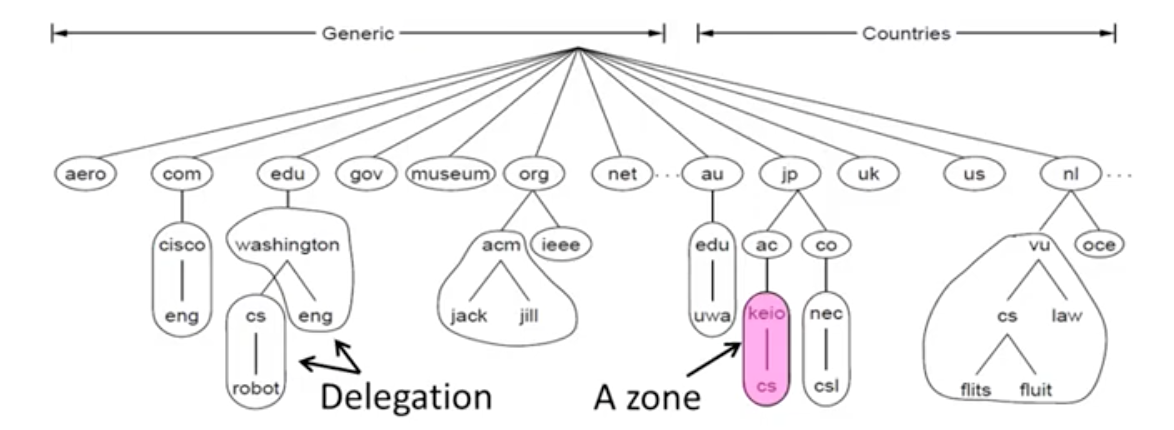 Generic Countries
aero com edu gov museum org net ... au jp uk us nl ...
cisco washington acm ieee edu ac co vu oce
eng cs eng jack jill uwa keio nec cs law
robot cs csl flits fluit
Delegation A zone